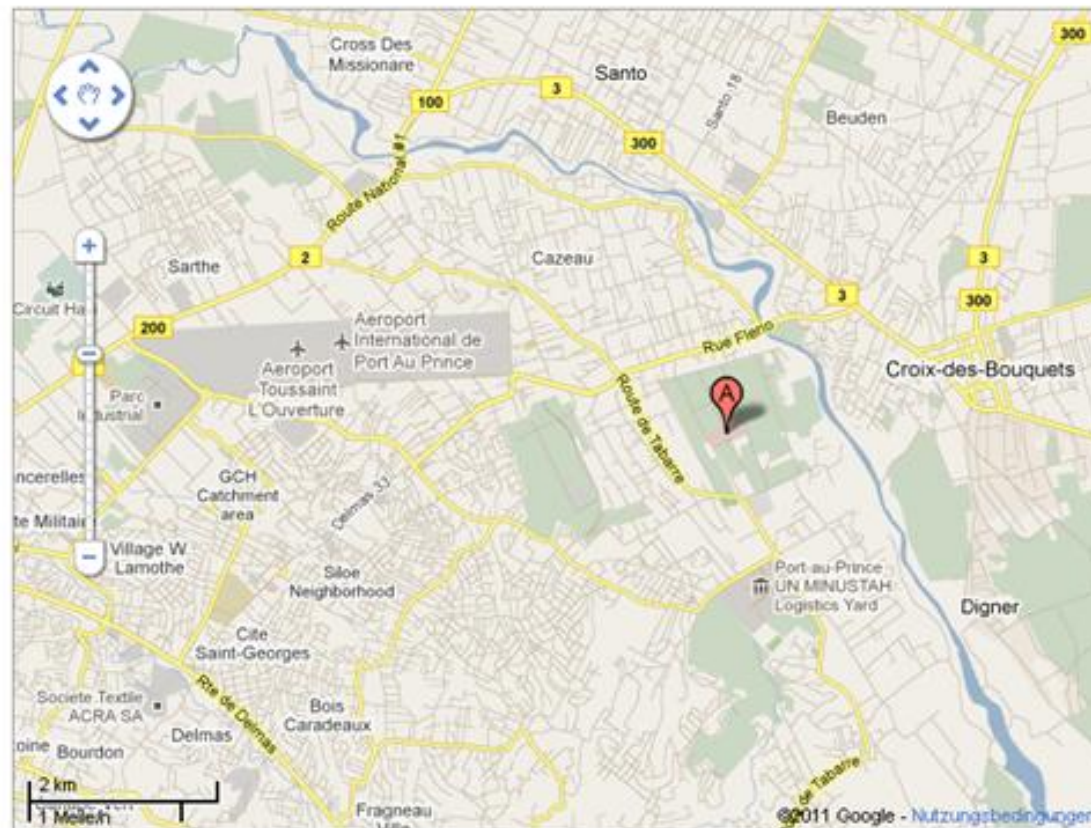 300
Cross Des
Missionare
Santo
3
100
Santo 18
Beuden
300
Route National #1
2
Sarthe
Cazeau
3
300
3
Circuit Ha
200
Aeroport
International de
Port Au Prince
Rue Flerio
Aeroport
Toussaint
L'Ouverture
Croix-des-Bouquets
A
Parc
Industrial
Route de Tabarre
ancerelles
GCH
Catchment
area
Delmas 33
te Militai
Village W
Lamothe
Siloe
Neighborhood
Port-au-Prince
UN MINUSTAH
Logistics Yard
Digner
Cite
Saint-Georges
Rte de Delmas
Societe Textile
ACRA SA
Bois
Caradeaux
Delmas
oine
Bourdon
de Tabarre
2 km
1 Meile/n
Fragneau
©2011 Google - Nutzungsbedingungen